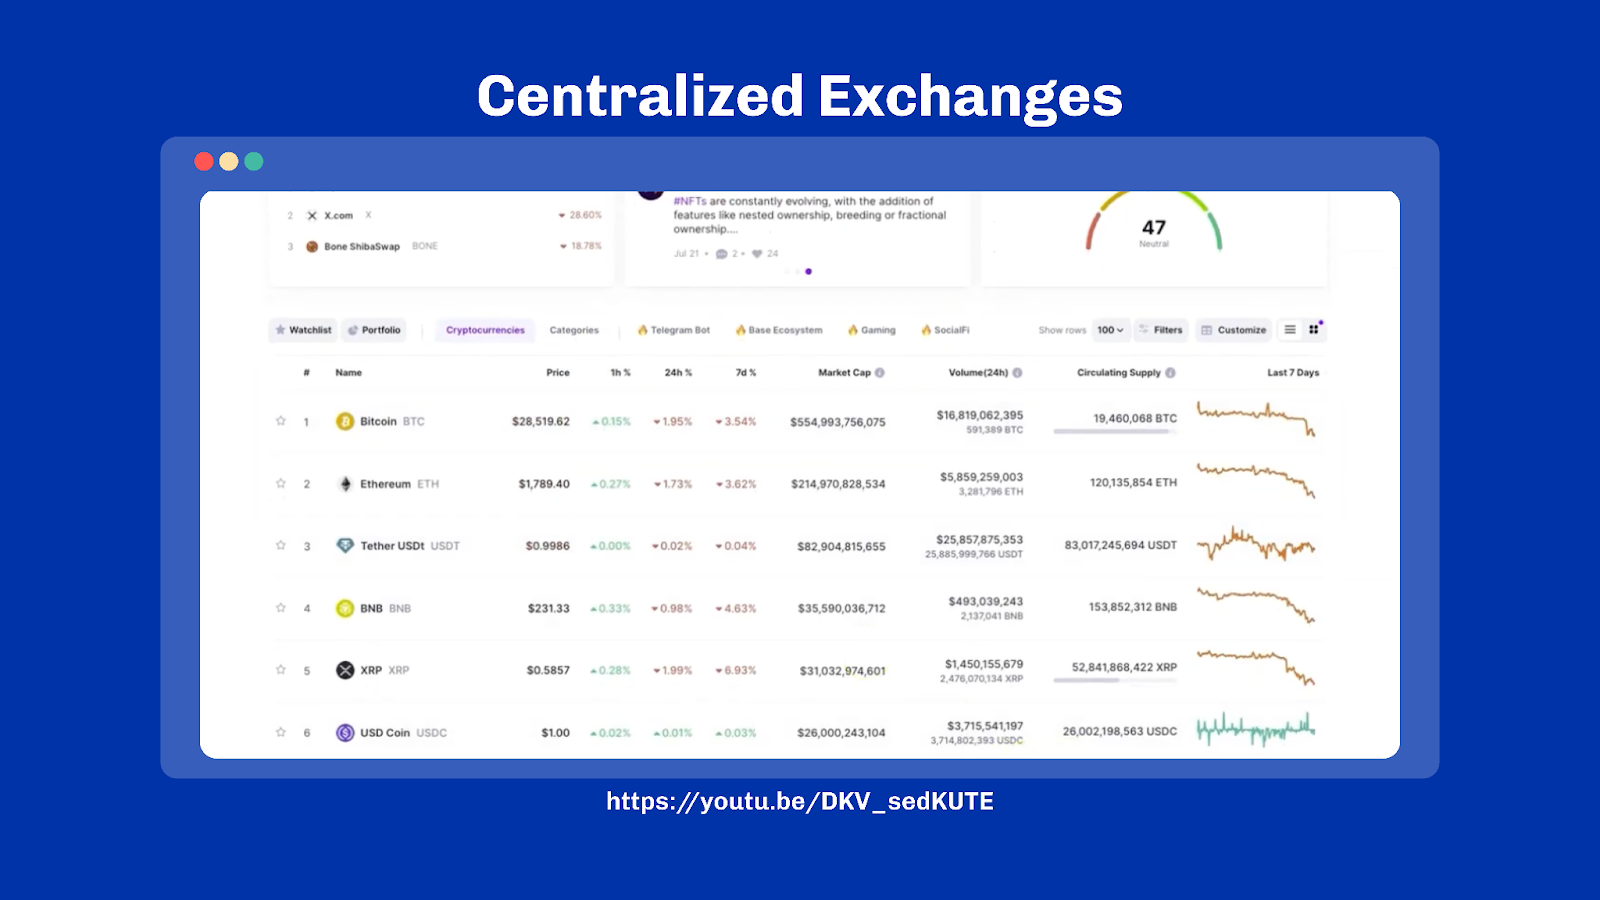 Centralized Exchanges
2 X.com X 28.60%
3 Bone ShibaSwap BONE 18.78%
#NFTs are constantly evolving, with the addition of
features like nested ownership, breeding or fractional
ownership....
Jul 21 • 2 • 24
47
Neutral
Watchlist Portfolio Cryptocurrencies Categories Telegram Bot Base Ecosystem Gaming SocialFi Show rows 100 Filters Customize
# Name Price 1h % 24h % 7d % Market Cap Volume(24h) Circulating Supply Last 7 Days
1 Bitcoin BTC $28,519.62 0.15% 1.95% 3.54% $554,993,756,075 $16,819,062,395 19,460,068 BTC
591,389 BTC
2 Ethereum ETH $1,789.40 0.27% 1.73% 3.62% $214,970,828,534 $5,859,259,003 120,135,854 ETH
3,281,796 ETH
3 Tether USDt USDT $0.9986 0.00% 0.02% 0.04% $82,904,815,655 $25,857,875,353 83,017,245,694 USDT
25,885,999,766 USDT
4 BNB BNB $231.33 0.33% 0.98% 4.63% $35,590,036,712 $493,039,243 153,852,312 BNB
2,137,041 BNB
5 XRP XRP $0.5857 0.28% 1.99% 6.93% $31,032,974,601 $1,450,155,679 52,841,868,422 XRP
2,476,070,134 XRP
6 USD Coin USDC $1.00 0.02% 0.01% 0.03% $26,000,243,104 $3,715,541,197 26,002,198,563 USDC
3,714,802,393 USDC
https://youtu.be/DKV_sedKUTE